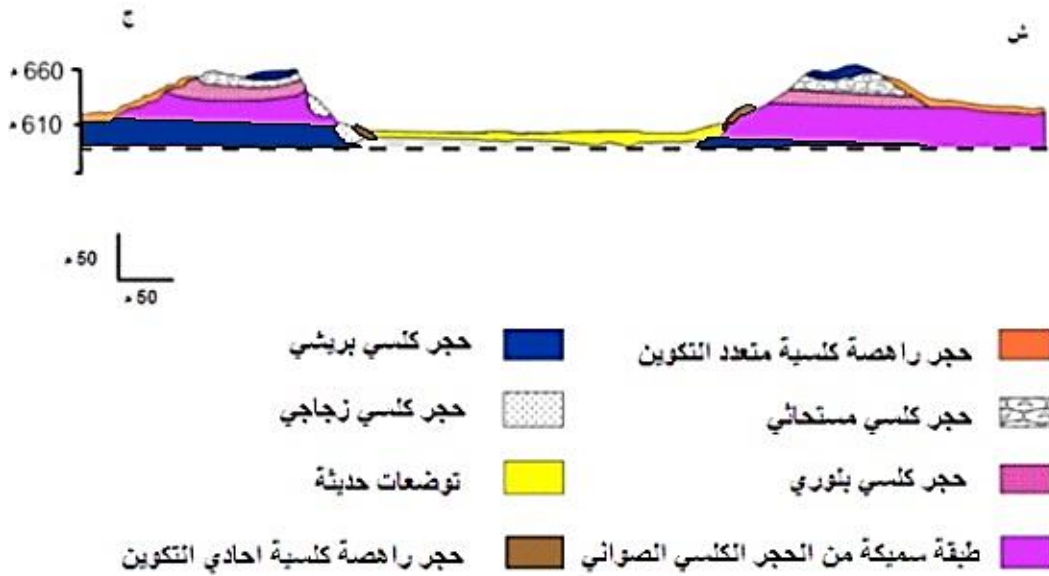 ش
ج
660 م
610 م
50 م
50 م
حجر راهصة كلسية متعدد التكوين
حجر كلسي بريشي
حجر كلسي مستحاثي
حجر كلسي زجاجي
حجر كلسي بلوري
توضعات حديثة
طبقة سميكة من الحجر الكلسي الصواني
حجر راهصة كلسية احادي التكوين